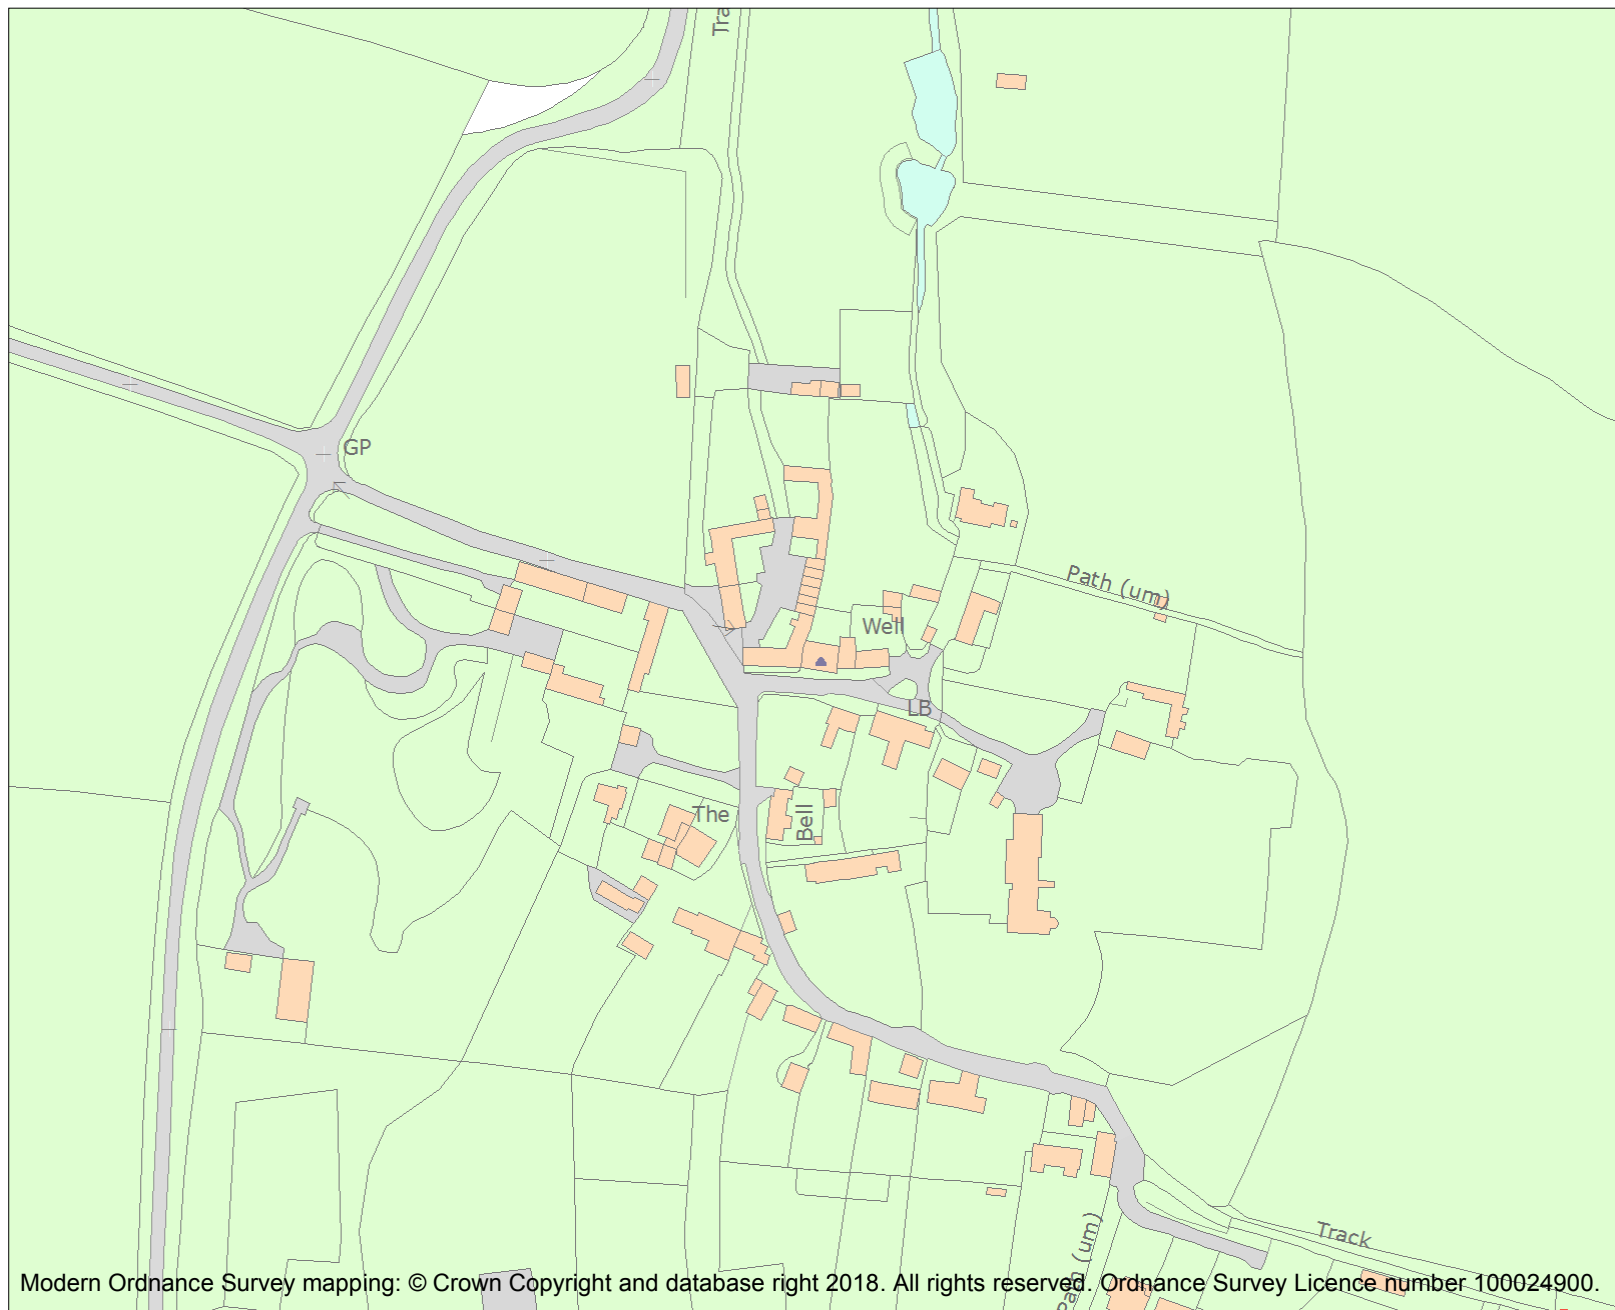 Tra
GP
Path (um)
Well
LB
The
Bell
Track
Path (um)
Modern Ordnance Survey mapping: © Crown Copyright and database right 2018. All rights reserved. Ordnance Survey Licence number 100024900.